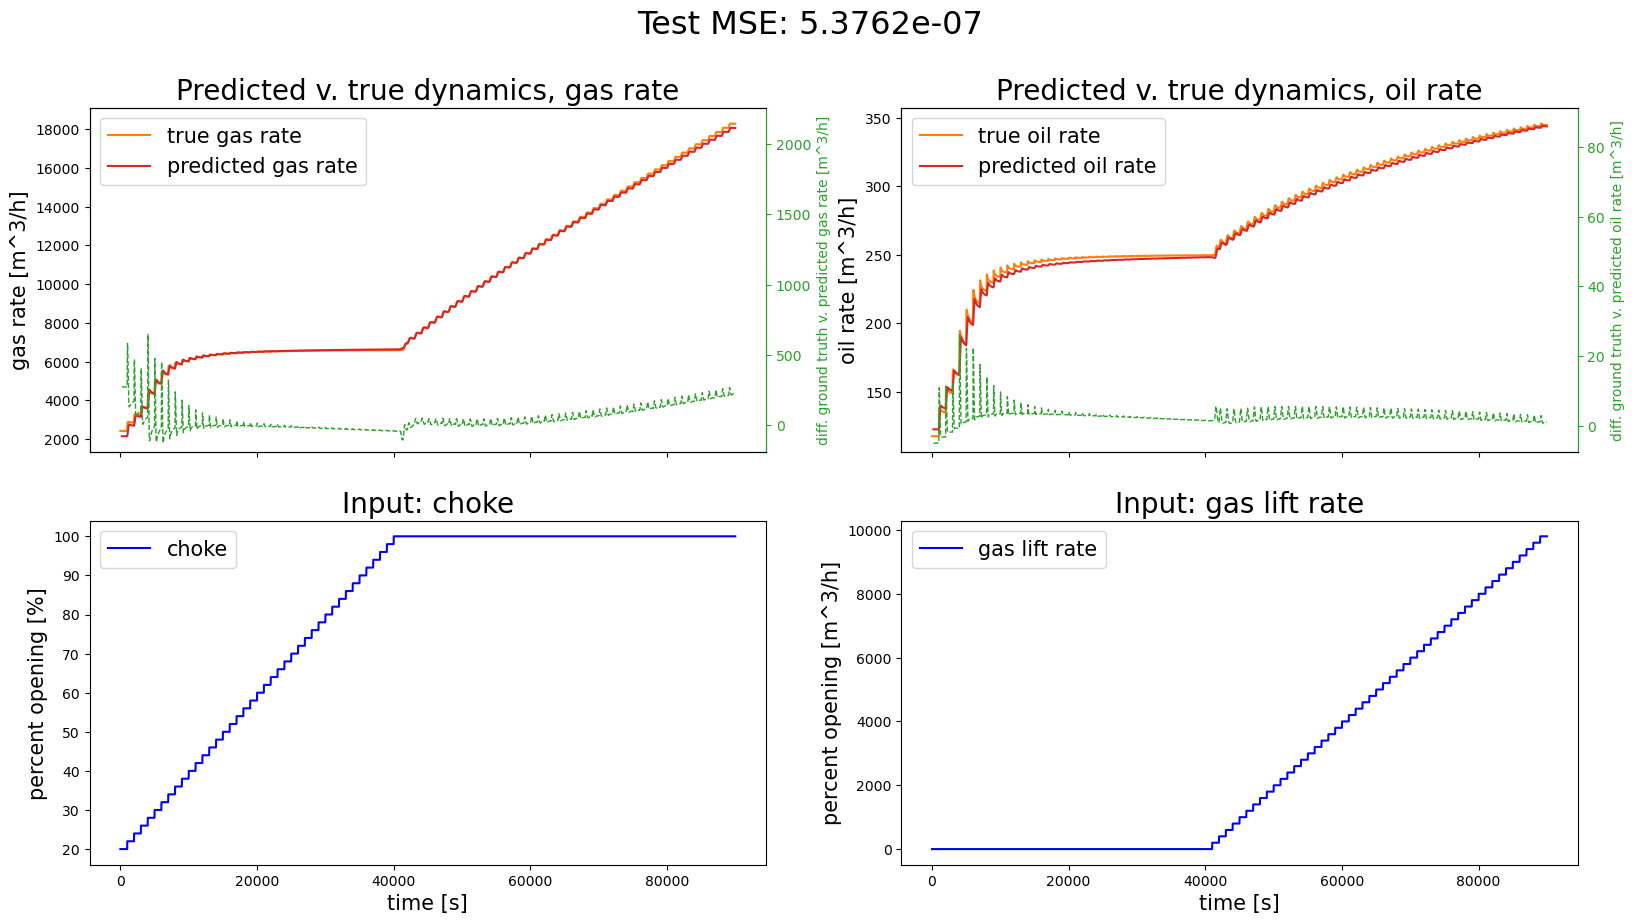 Test MSE: 5.3762e-07
Predicted v. true dynamics, gas rate
true gas rate
predicted gas rate
gas rate [m^3/h]
18000
16000
14000
12000
10000
8000
6000
4000
2000
2000
1500
1000
500
0
diff. ground truth v. predicted gas rate [m^3/h]
Predicted v. true dynamics, oil rate
true oil rate
predicted oil rate
oil rate [m^3/h]
350
300
250
200
150
80
60
40
20
0
diff. ground truth v. predicted oil rate [m^3/h]
Input: choke
choke
percent opening [%]
100
90
80
70
60
50
40
30
20
0 20000 40000 60000 80000
time [s]
Input: gas lift rate
gas lift rate
percent opening [m^3/h]
10000
8000
6000
4000
2000
0
0 20000 40000 60000 80000
time [s]